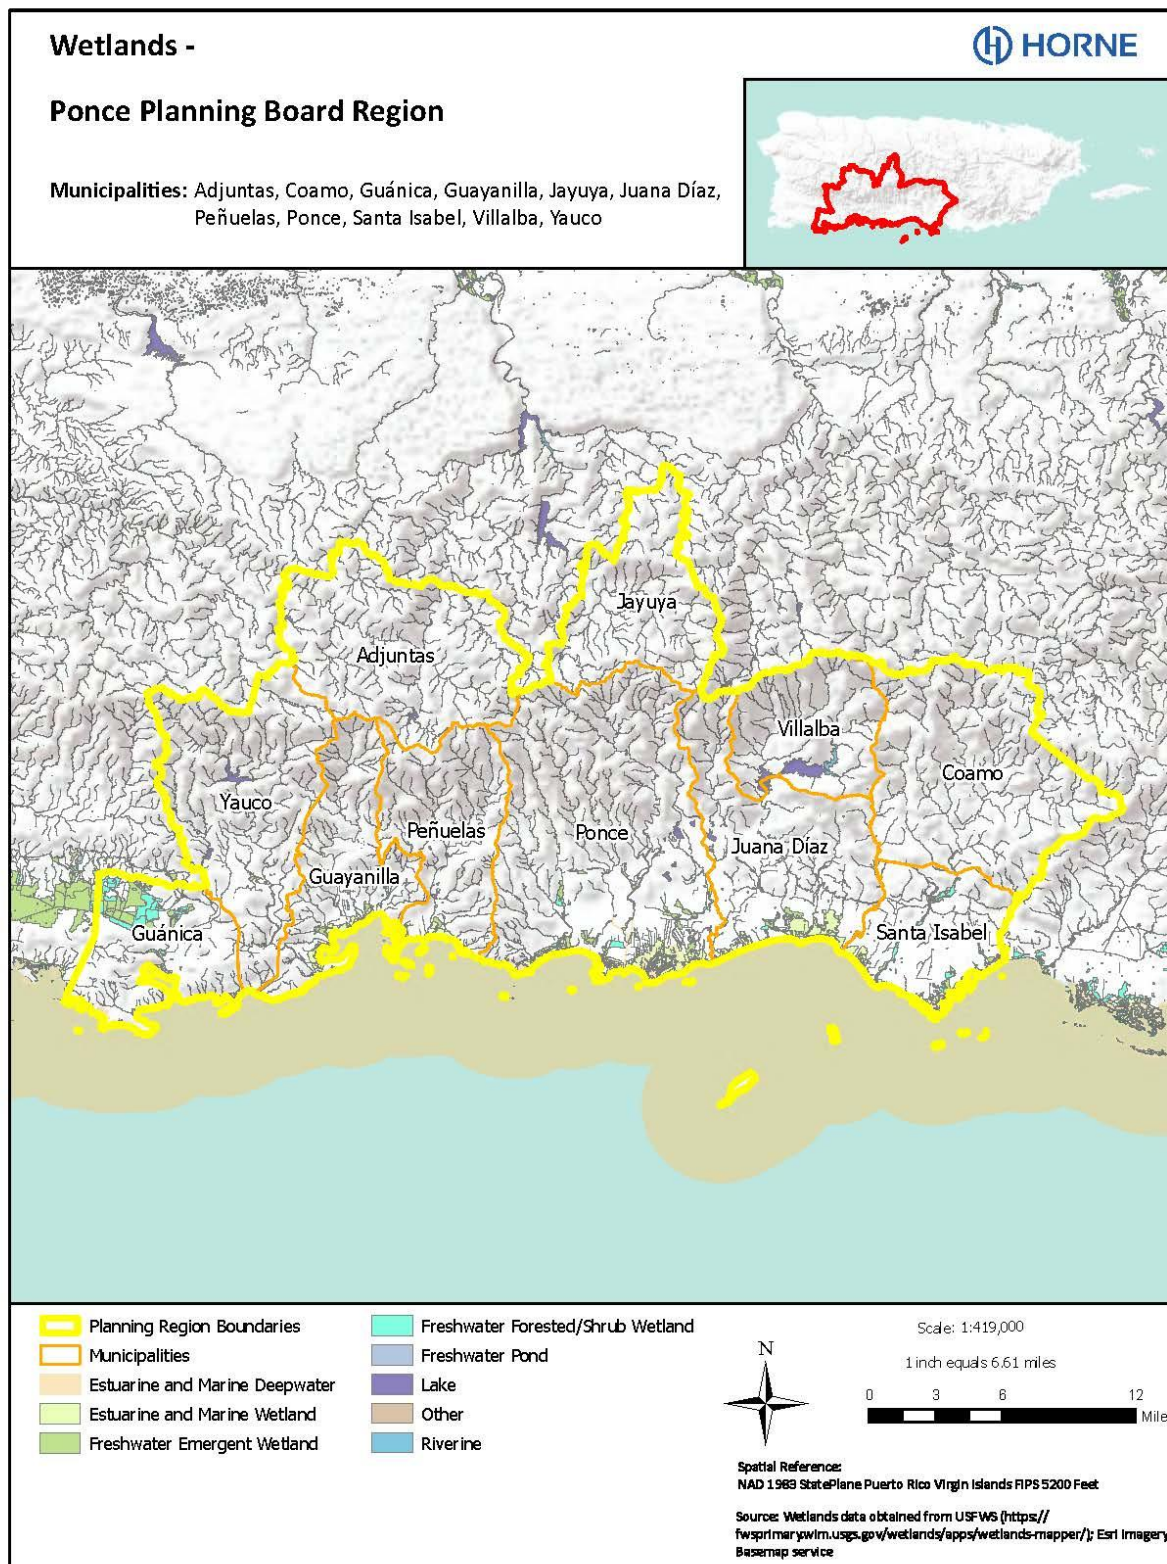 Wetlands -
HORNE
Ponce Planning Board Region
Municipalities: Adjuntas, Coamo, Guánica, Guayanilla, Jayuya, Juana Díaz,
Peñuelas, Ponce, Santa Isabel, Villalba, Yauco
Jayuya
Adjuntas
Villalba
Coamo
Yauco
Peñuelas
Ponce
Juana Díaz
Guayanilla
Guánica
Santa Isabel
Planning Region Boundaries
Municipalities
Estuarine and Marine Deepwater
Estuarine and Marine Wetland
Freshwater Emergent Wetland
Freshwater Forested/Shrub Wetland
Freshwater Pond
Lake
Other
Riverine
N
Scale: 1:419,000
1 inch equals 6.61 miles
0 3 6 12
Mile
Spatial Reference:
NAD 1983 StatePlane Puerto Rico Virgin Islands FIPS 5200 Feet
Source: Wetlands data obtained from USFWS (https://
fwsprimary.wim.usgs.gov/wetlands/apps/wetlands-mapper/); Esri Imagery
Basemap service